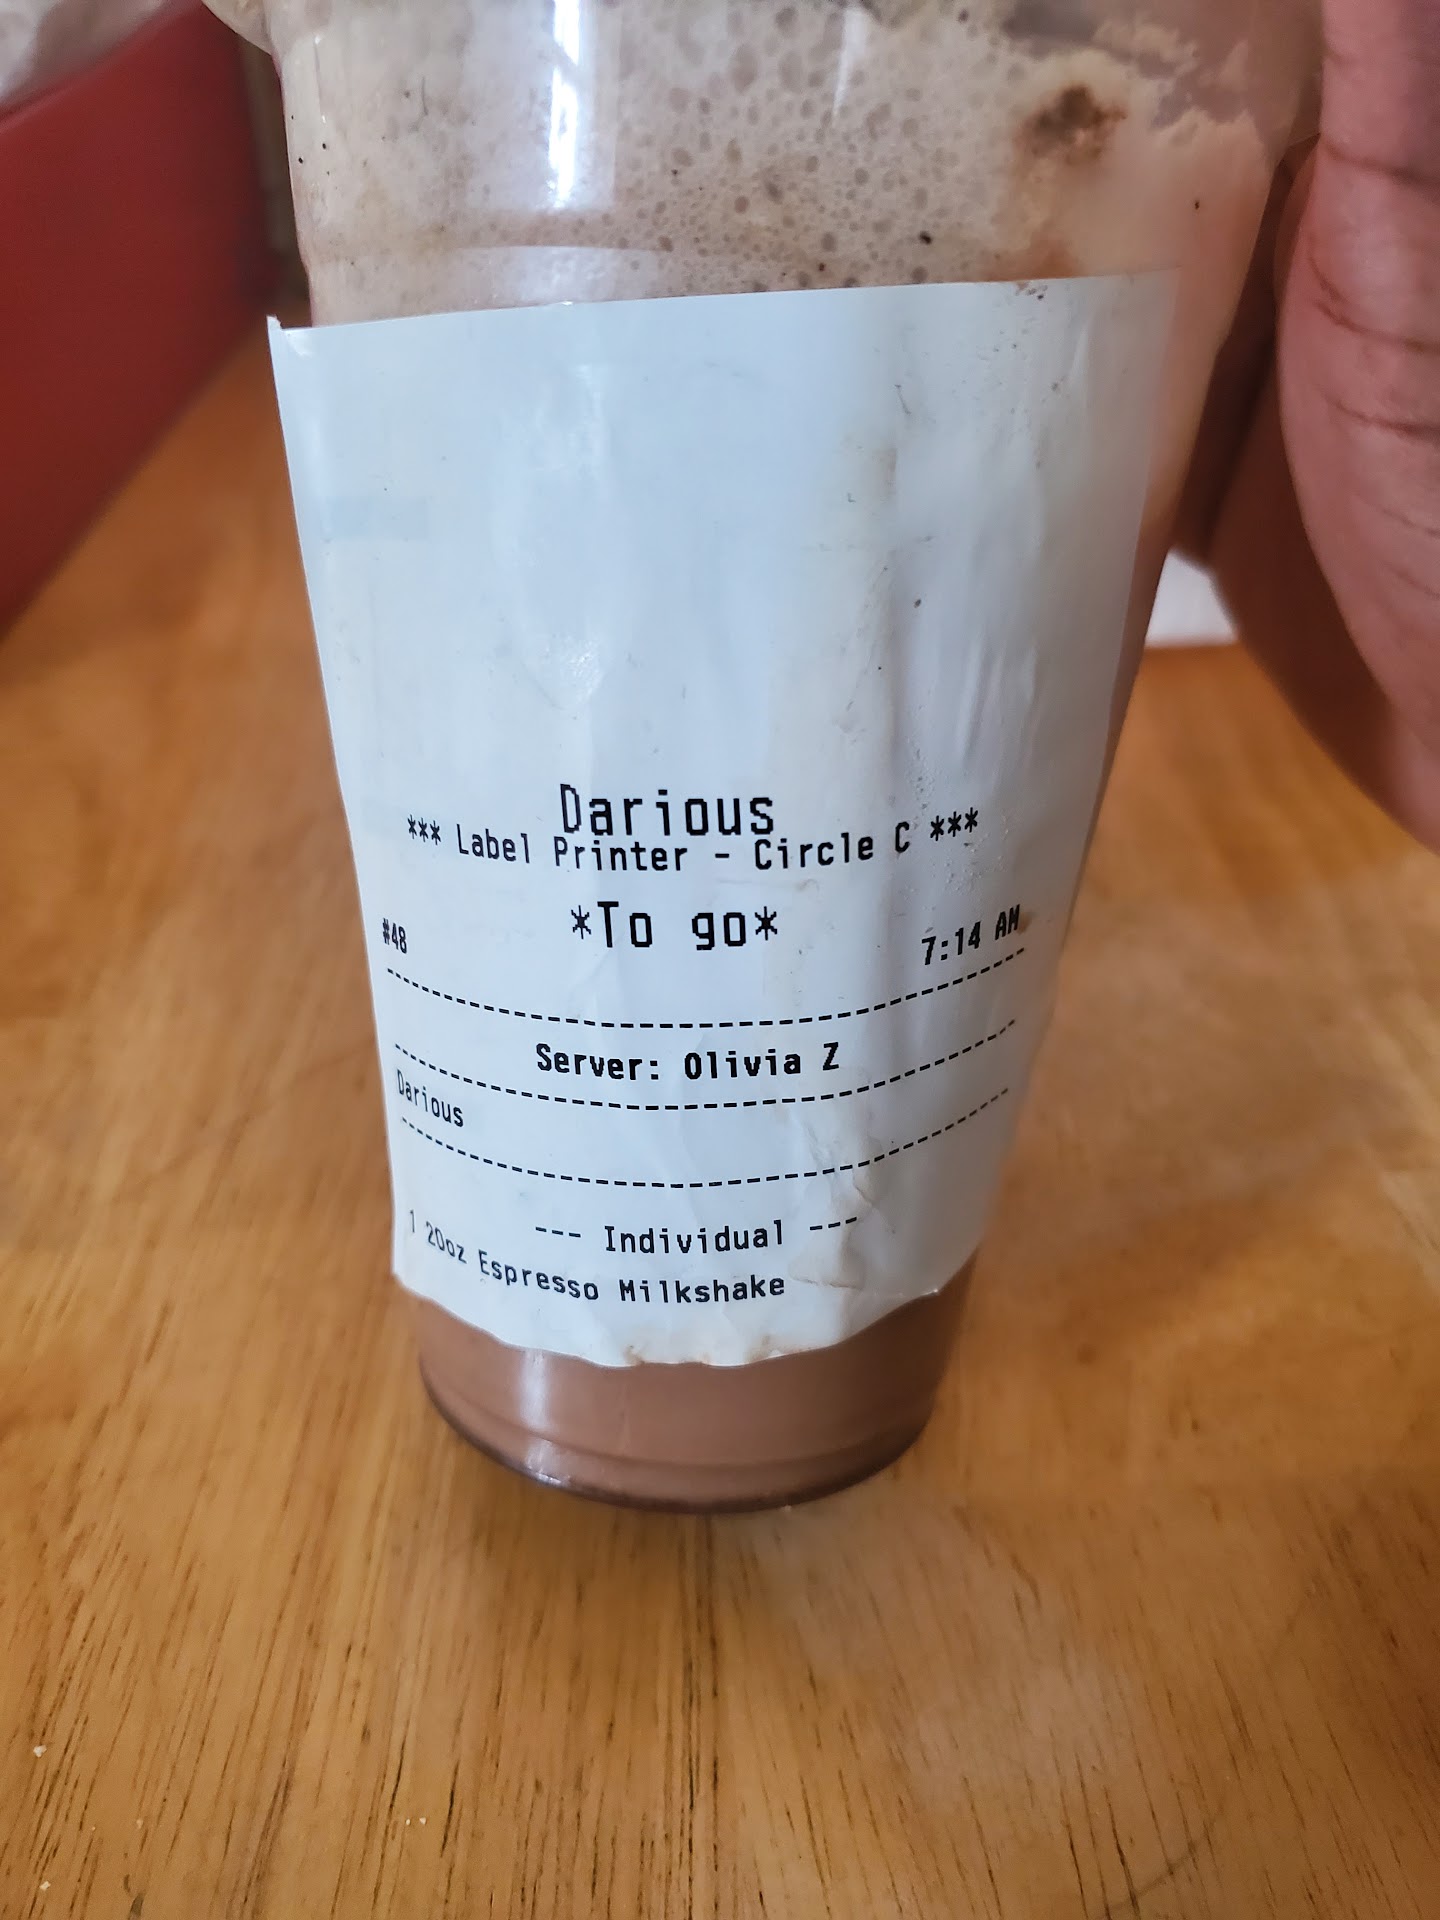 Darious
*** Label Printer - Circle C ***
*To go*
#48 7:14 AM
Server: Olivia Z
Darious
--- Individual ---
1 20oz Espresso Milkshake